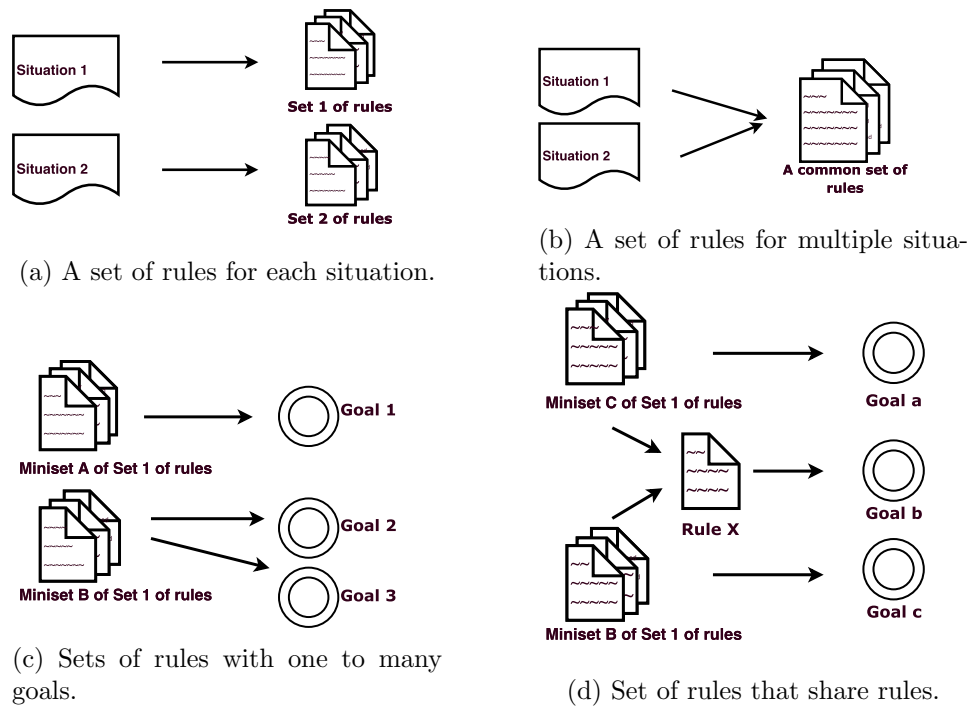 Situation 1
Set 1 of rules
Situation 2
Set 2 of rules
(a) A set of rules for each situation.
Situation 1
Situation 2
A common set of
rules
(b) A set of rules for multiple situa-
tions.
Goal 1
Miniset A of Set 1 of rules
Goal 2
Miniset B of Set 1 of rules
Goal 3
(c) Sets of rules with one to many
goals.
Miniset C of Set 1 of rules
Goal a
Rule X
Goal b
Miniset B of Set 1 of rules
Goal c
(d) Set of rules that share rules.